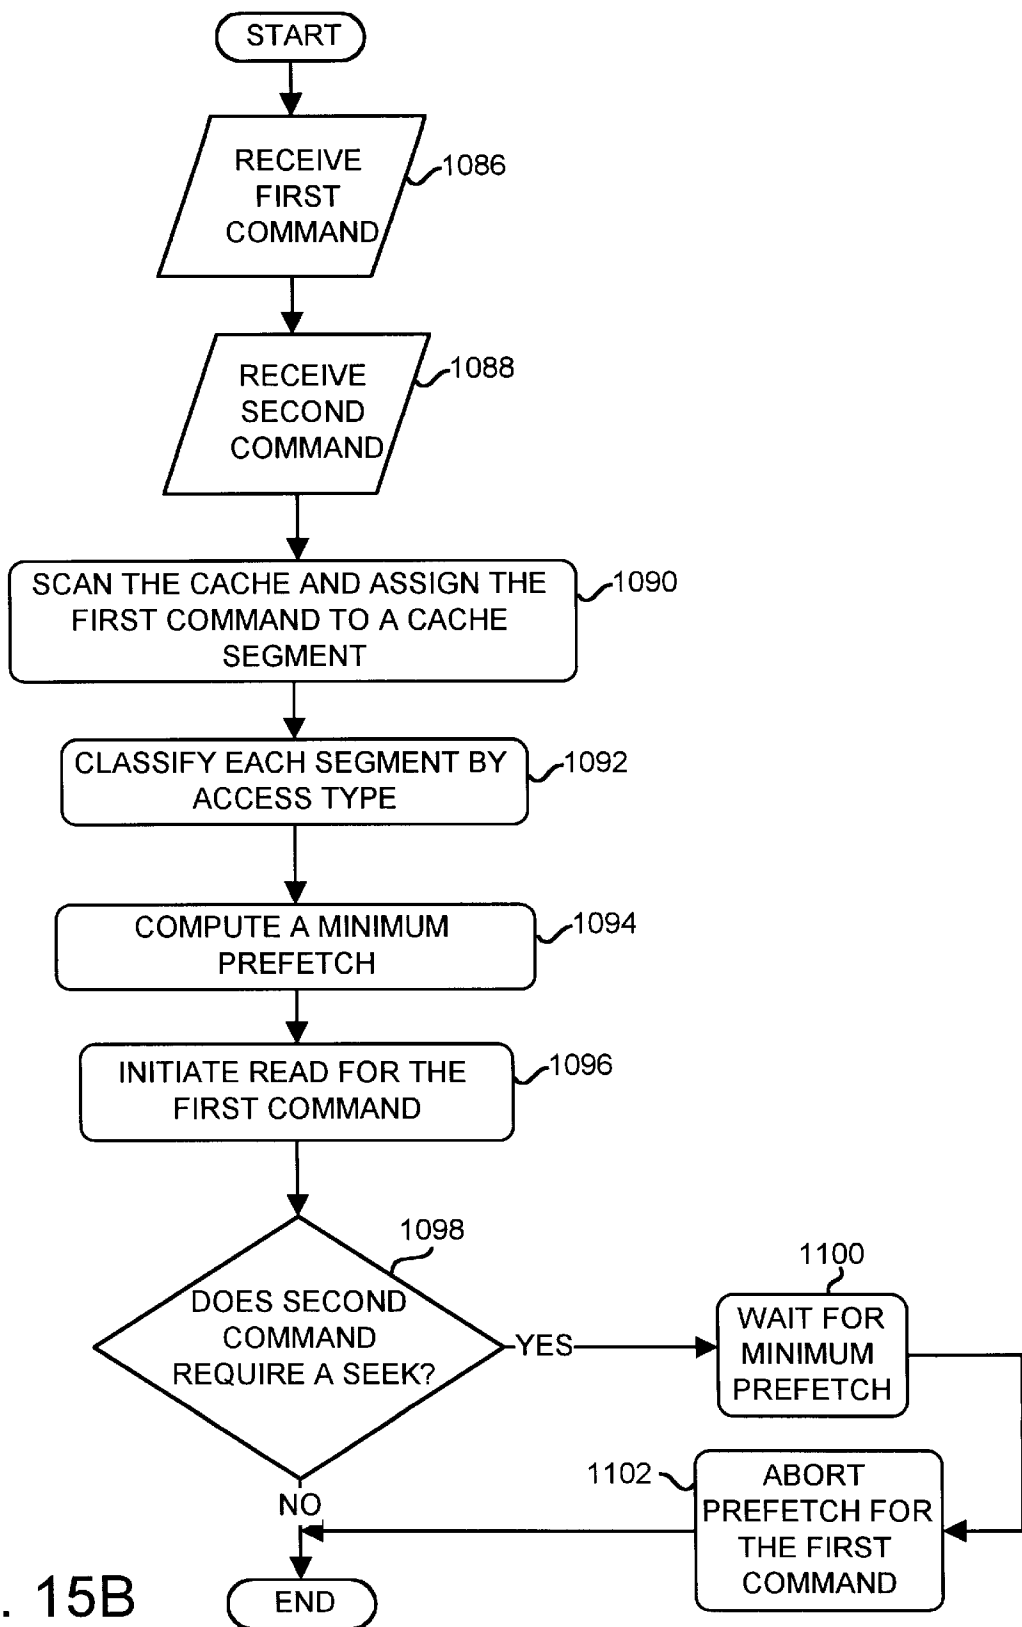 START
RECEIVE
FIRST
COMMAND
1086
RECEIVE
SECOND
COMMAND
1088
SCAN THE CACHE AND ASSIGN THE
FIRST COMMAND TO A CACHE
SEGMENT
1090
CLASSIFY EACH SEGMENT BY
ACCESS TYPE
1092
COMPUTE A MINIMUM
PREFETCH
1094
INITIATE READ FOR THE
FIRST COMMAND
1096
1098
DOES SECOND
COMMAND
REQUIRE A SEEK?
YES
1100
WAIT FOR
MINIMUM
PREFETCH
1102
ABORT
PREFETCH FOR
THE FIRST
COMMAND
NO
END
. 15B